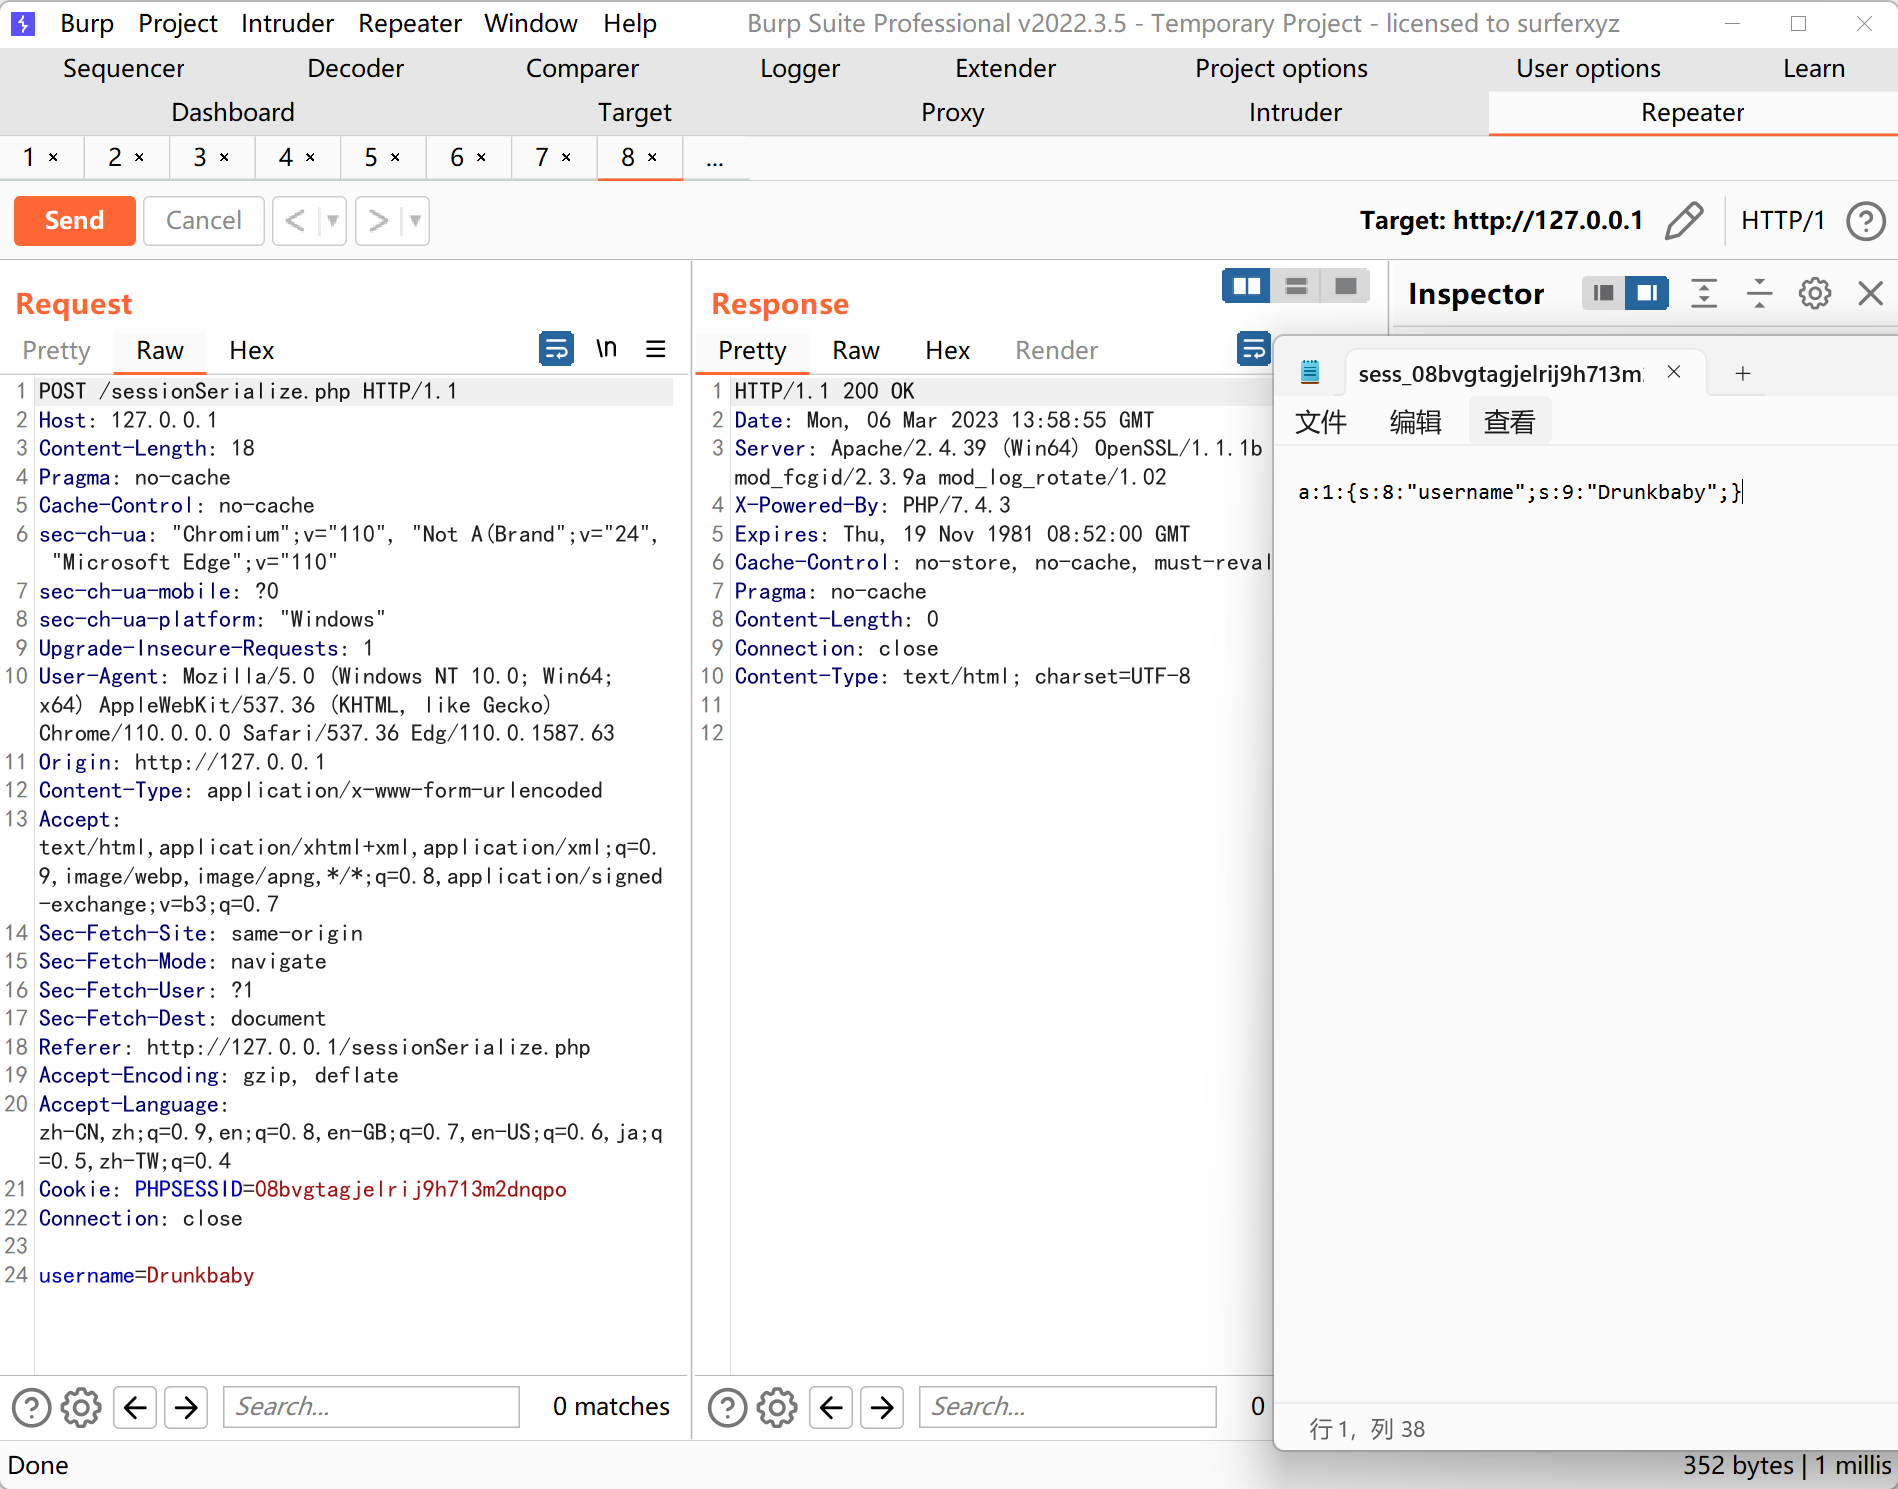 Burp Project Intruder Repeater Window Help Burp Suite Professional v2022.3.5 - Temporary Project - licensed to surferxyz
Sequencer Decoder Comparer Logger Extender Project options User options Learn
Dashboard Target Proxy Intruder Repeater
1 × 2 × 3 × 4 × 5 × 6 × 7 × 8 × ...
Send Cancel < > Target: http://127.0.0.1 HTTP/1
Request
Pretty Raw Hex \n
1 POST /sessionSerialize.php HTTP/1.1
2 Host: 127.0.0.1
3 Content-Length: 18
4 Pragma: no-cache
5 Cache-Control: no-cache
6 sec-ch-ua: "Chromium";v="110", "Not A(Brand";v="24",
"Microsoft Edge";v="110"
7 sec-ch-ua-mobile: ?0
8 sec-ch-ua-platform: "Windows"
9 Upgrade-Insecure-Requests: 1
10 User-Agent: Mozilla/5.0 (Windows NT 10.0; Win64;
x64) AppleWebKit/537.36 (KHTML, like Gecko)
Chrome/110.0.0.0 Safari/537.36 Edg/110.0.1587.63
11 Origin: http://127.0.0.1
12 Content-Type: application/x-www-form-urlencoded
13 Accept:
text/html,application/xhtml+xml,application/xml;q=0.
9,image/webp,image/apng,*/*;q=0.8,application/signed
-exchange;v=b3;q=0.7
14 Sec-Fetch-Site: same-origin
15 Sec-Fetch-Mode: navigate
16 Sec-Fetch-User: ?1
17 Sec-Fetch-Dest: document
18 Referer: http://127.0.0.1/sessionSerialize.php
19 Accept-Encoding: gzip, deflate
20 Accept-Language:
zh-CN,zh;q=0.9,en;q=0.8,en-GB;q=0.7,en-US;q=0.6,ja;q
=0.5,zh-TW;q=0.4
21 Cookie: PHPSESSID=08bvgtagjelrij9h713m2dnqpo
22 Connection: close
23
24 username=Drunkbaby
Search... 0 matches
Response
Pretty Raw Hex Render
1 HTTP/1.1 200 OK
2 Date: Mon, 06 Mar 2023 13:58:55 GMT
3 Server: Apache/2.4.39 (Win64) OpenSSL/1.1.1b
mod_fcgid/2.3.9a mod_log_rotate/1.02
4 X-Powered-By: PHP/7.4.3
5 Expires: Thu, 19 Nov 1981 08:52:00 GMT
6 Cache-Control: no-store, no-cache, must-reval
7 Pragma: no-cache
8 Content-Length: 0
9 Connection: close
10 Content-Type: text/html; charset=UTF-8
11
12
Search... 0
Inspector
sess_08bvgtagjelrij9h713m
文件 编辑 查看
a:1:{s:8:"username";s:9:"Drunkbaby";}
行 1，列 38
Done 352 bytes | 1 millis